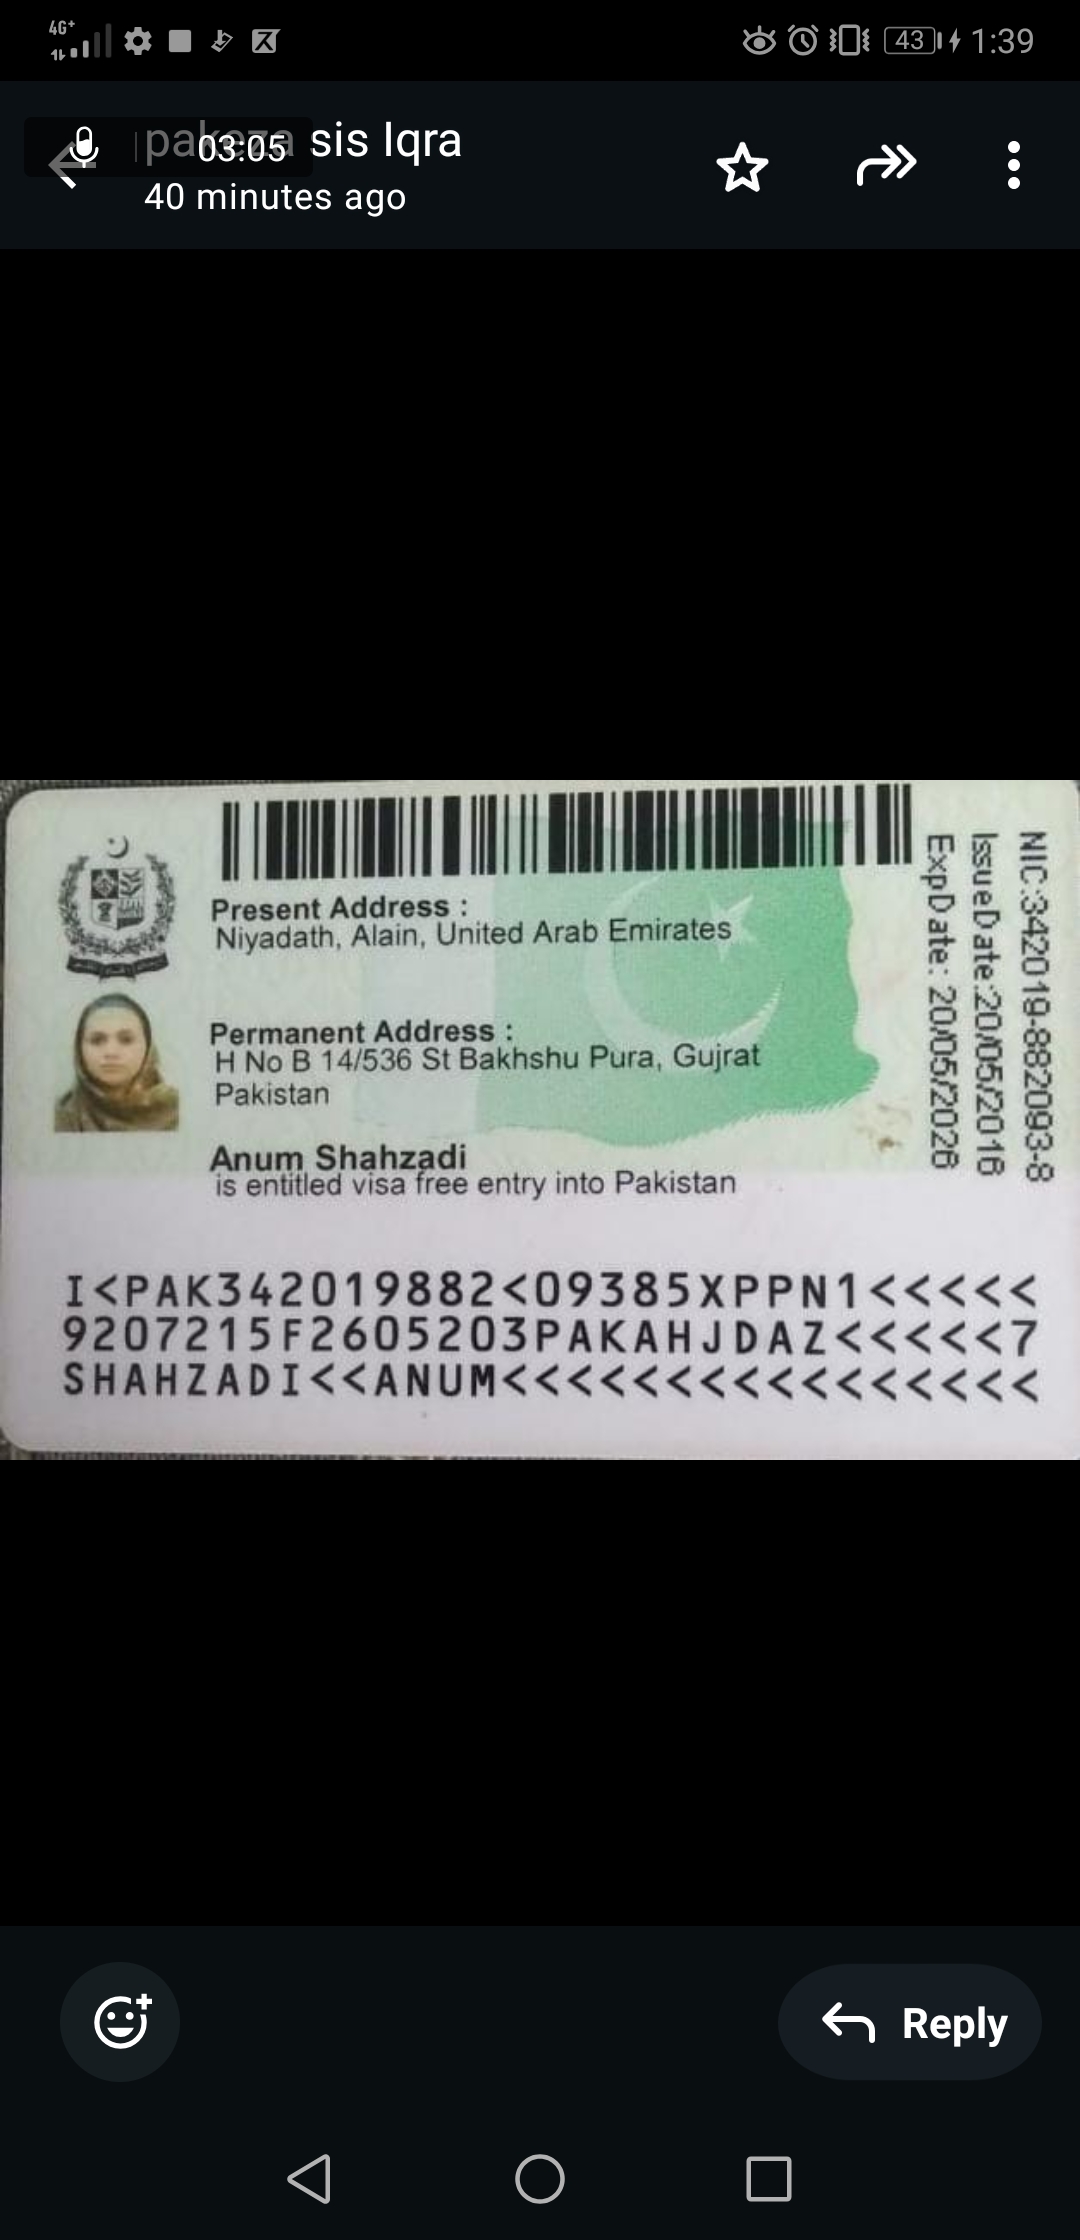 4G+
43
1:39
03:05
pakeza sis Iqra
40 minutes ago
Present Address :
Niyadath, Alain, United Arab Emirates
Permanent Address :
H No B 14/536 St Bakhshu Pura, Gujrat
Pakistan
Anum Shahzadi
is entitled visa free entry into Pakistan
NIC:342019-882093-8
IssueDate:20/05/2016
ExpDate: 20/05/2026
I<PAK342019882<09385XPPN1<<<<<
9207215F2605203PAKAHJDAZ<<<<<7
SHAHZADI<<ANUM<<<<<<<<<<<<<<<<
Reply